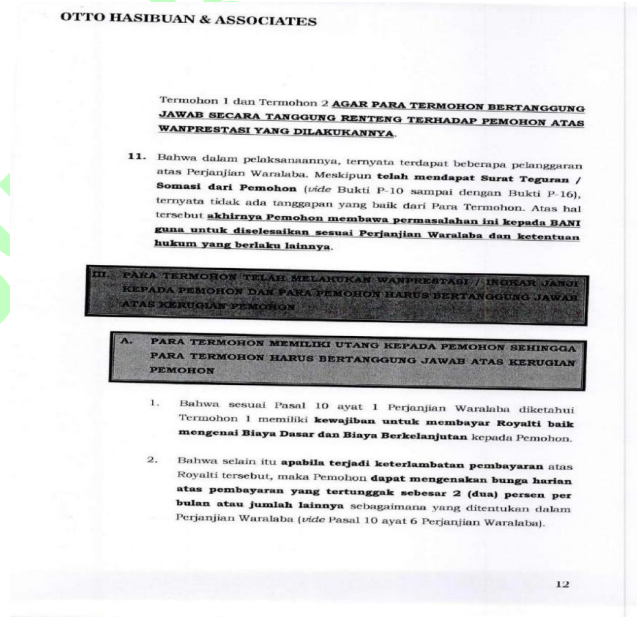 OTTO HASIBUAN & ASSOCIATES
Termohon 1 dan Termohon 2 AGAR PARA TERMOHON BERTANGGUNG
JAWAB SECARA TANGGUNG RENTENG TERHADAP PEMOHON ATAS
WANPRESTASI YANG DILAKUKANNYA.
11. Bahwa dalam pelaksanaannya, ternyata terdapat beberapa pelanggaran
atas Perjanjian Waralaba. Meskipun telah mendapat Surat Teguran /
Somasi dari Pemohon (vide Bukti P-10 sampai dengan Bukti P-16),
ternyata tidak ada tanggapan yang baik dari Para Termohon. Atas hal
tersebut akhirnya Pemohon membawa permasalahan ini kepada BANI
guna untuk diselesaikan sesuai Perjanjian Waralaba dan ketentuan
hukum yang berlaku lainnya.
III. PARA TERMOHON TELAH MELAKUKAN WANPRESTASI / INGKAR JANJI
KEPADA PEMOHON DAN PARA PEMOHON HARUS BERTANGGUNG JAWAB
ATAS KERUGIAN PEMOHON
A. PARA TERMOHON MEMILIKI UTANG KEPADA PEMOHON SEHINGGA
PARA TERMOHON HARUS BERTANGGUNG JAWAB ATAS KERUGIAN
PEMOHON
1. Bahwa sesuai Pasal 10 ayat 1 Perjanjian Waralaba diketahui
Termohon 1 memiliki kewajiban untuk membayar Royalti baik
mengenai Biaya Dasar dan Biaya Berkelanjutan kepada Pemohon.
2. Bahwa selain itu apabila terjadi keterlambatan pembayaran atas
Royalti tersebut, maka Pemohon dapat mengenakan bunga harian
atas pembayaran yang tertunggak sebesar 2 (dua) persen per
bulan atau jumlah lainnya sebagaimana yang ditentukan dalam
Perjanjian Waralaba (vide Pasal 10 ayat 6 Perjanjian Waralaba).
12